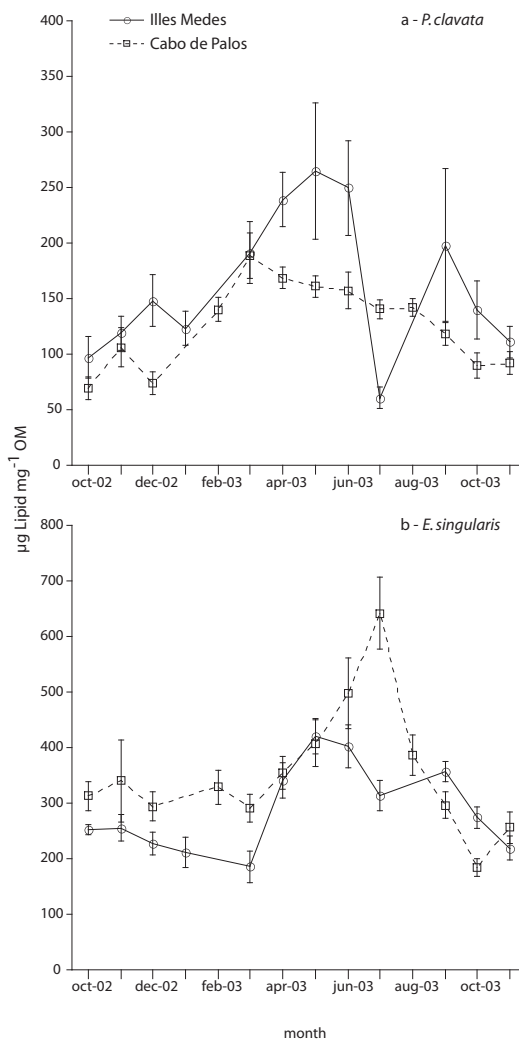 400
Illes Medes
a - P. clavata
Cabo de Palos
350
300
250
200
150
100
50
0
oct-02 dec-02 feb-03 apr-03 jun-03 aug-03 oct-03
µg Lipid mg⁻¹ OM
800
b - E. singularis
700
600
500
400
300
200
100
0
oct-02 dec-02 feb-03 apr-03 jun-03 aug-03 oct-03
month